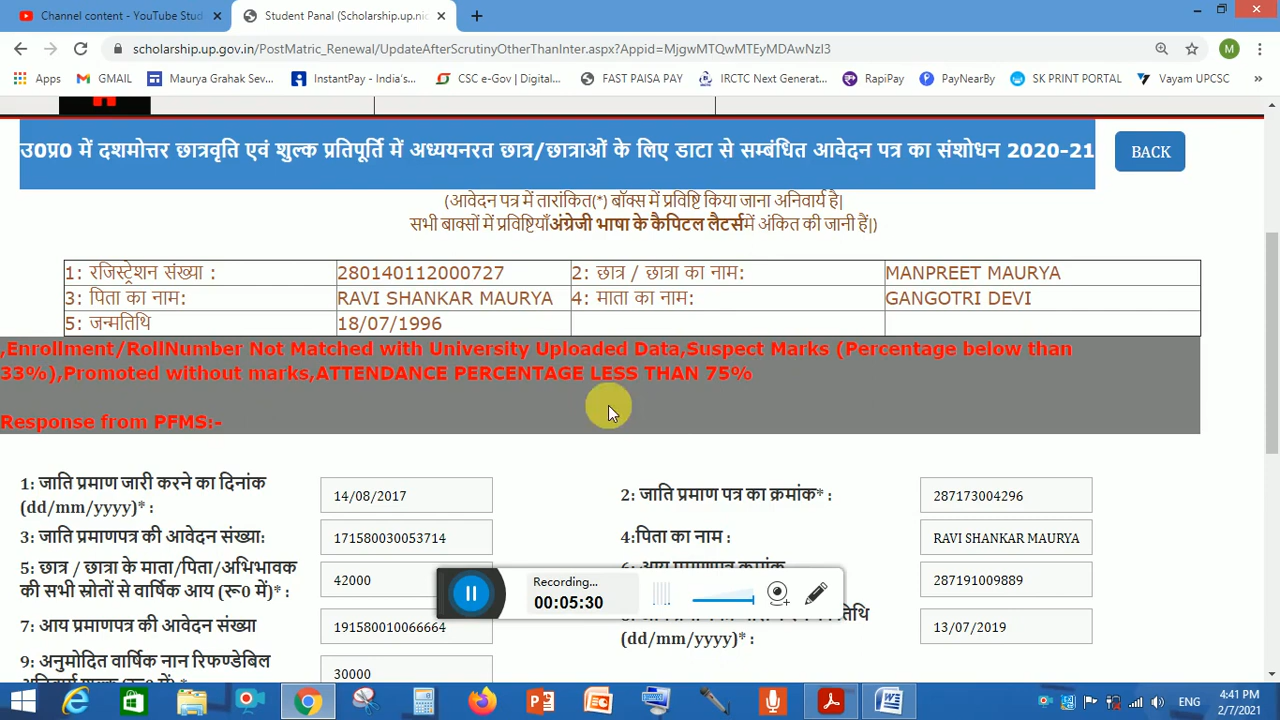 Channel content - YouTube Stud
Student Panal (Scholarship.up.nic
scholarship.up.gov.in/PostMatric_Renewal/UpdateAfterScrutinyOtherThanInter.aspx?Appid=MjgwMTQwMTEyMDAwNzI3
M
Apps GMAIL Maurya Grahak Sev... InstantPay - India's... CSC e-Gov | Digital... FAST PAISA PAY IRCTC Next Generat... RapiPay PayNearBy SK PRINT PORTAL Vayam UPCSC »
उ0प्र0 में दशमोत्तर छात्रवृति एवं शुल्क प्रतिपूर्ति में अध्ययनरत छात्र/छात्राओं के लिए डाटा से सम्बंधित आवेदन पत्र का संशोधन 2020-21
BACK
(आवेदन पत्र में तारांकित(*) बॉक्स में प्रविष्टि किया जाना अनिवार्य है|
सभी बाक्सों में प्रविष्टियाँ अंग्रेजी भाषा के कैपिटल लैटर्स में अंकित की जानी हैं|)
1: रजिस्ट्रेशन संख्या : 280140112000727 2: छात्र / छात्रा का नाम: MANPREET MAURYA
3: पिता का नाम: RAVI SHANKAR MAURYA 4: माता का नाम: GANGOTRI DEVI
5: जन्मतिथि 18/07/1996
,Enrollment/RollNumber Not Matched with University Uploaded Data,Suspect Marks (Percentage below than
33%),Promoted without marks,ATTENDANCE PERCENTAGE LESS THAN 75%
Response from PFMS:-
1: जाति प्रमाण जारी करने का दिनांक
(dd/mm/yyyy)* :
14/08/2017
2: जाति प्रमाण पत्र का क्रमांक* :
287173004296
3: जाति प्रमाणपत्र की आवेदन संख्या:
171580030053714
4:पिता का नाम :
RAVI SHANKAR MAURYA
5: छात्र / छात्रा के माता/पिता/अभिभावक
की सभी स्रोतों से वार्षिक आय (रू0 में)* :
42000
287191009889
7: आय प्रमाणपत्र की आवेदन संख्या
191580010066664
(dd/mm/yyyy)* :
13/07/2019
9: अनुमोदित वार्षिक नान रिफण्डेबिल
30000
Recording...
00:05:30
ENG
4:41 PM
2/7/2021